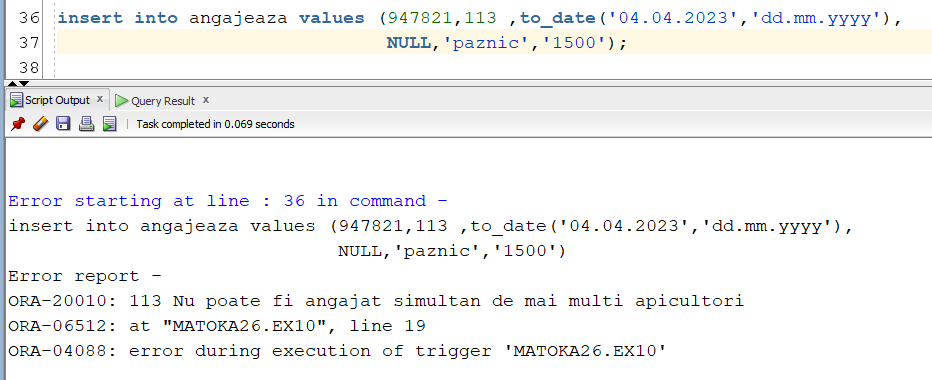 36 insert into angajeaza values (947821,113 ,to_date('04.04.2023','dd.mm.yyyy'),
37 NULL,'paznic','1500');
38
Script Output x Query Result x
Task completed in 0.069 seconds
Error starting at line : 36 in command -
insert into angajeaza values (947821,113 ,to_date('04.04.2023','dd.mm.yyyy'),
NULL,'paznic','1500')
Error report -
ORA-20010: 113 Nu poate fi angajat simultan de mai multi apicultori
ORA-06512: at "MATOKA26.EX10", line 19
ORA-04088: error during execution of trigger 'MATOKA26.EX10'